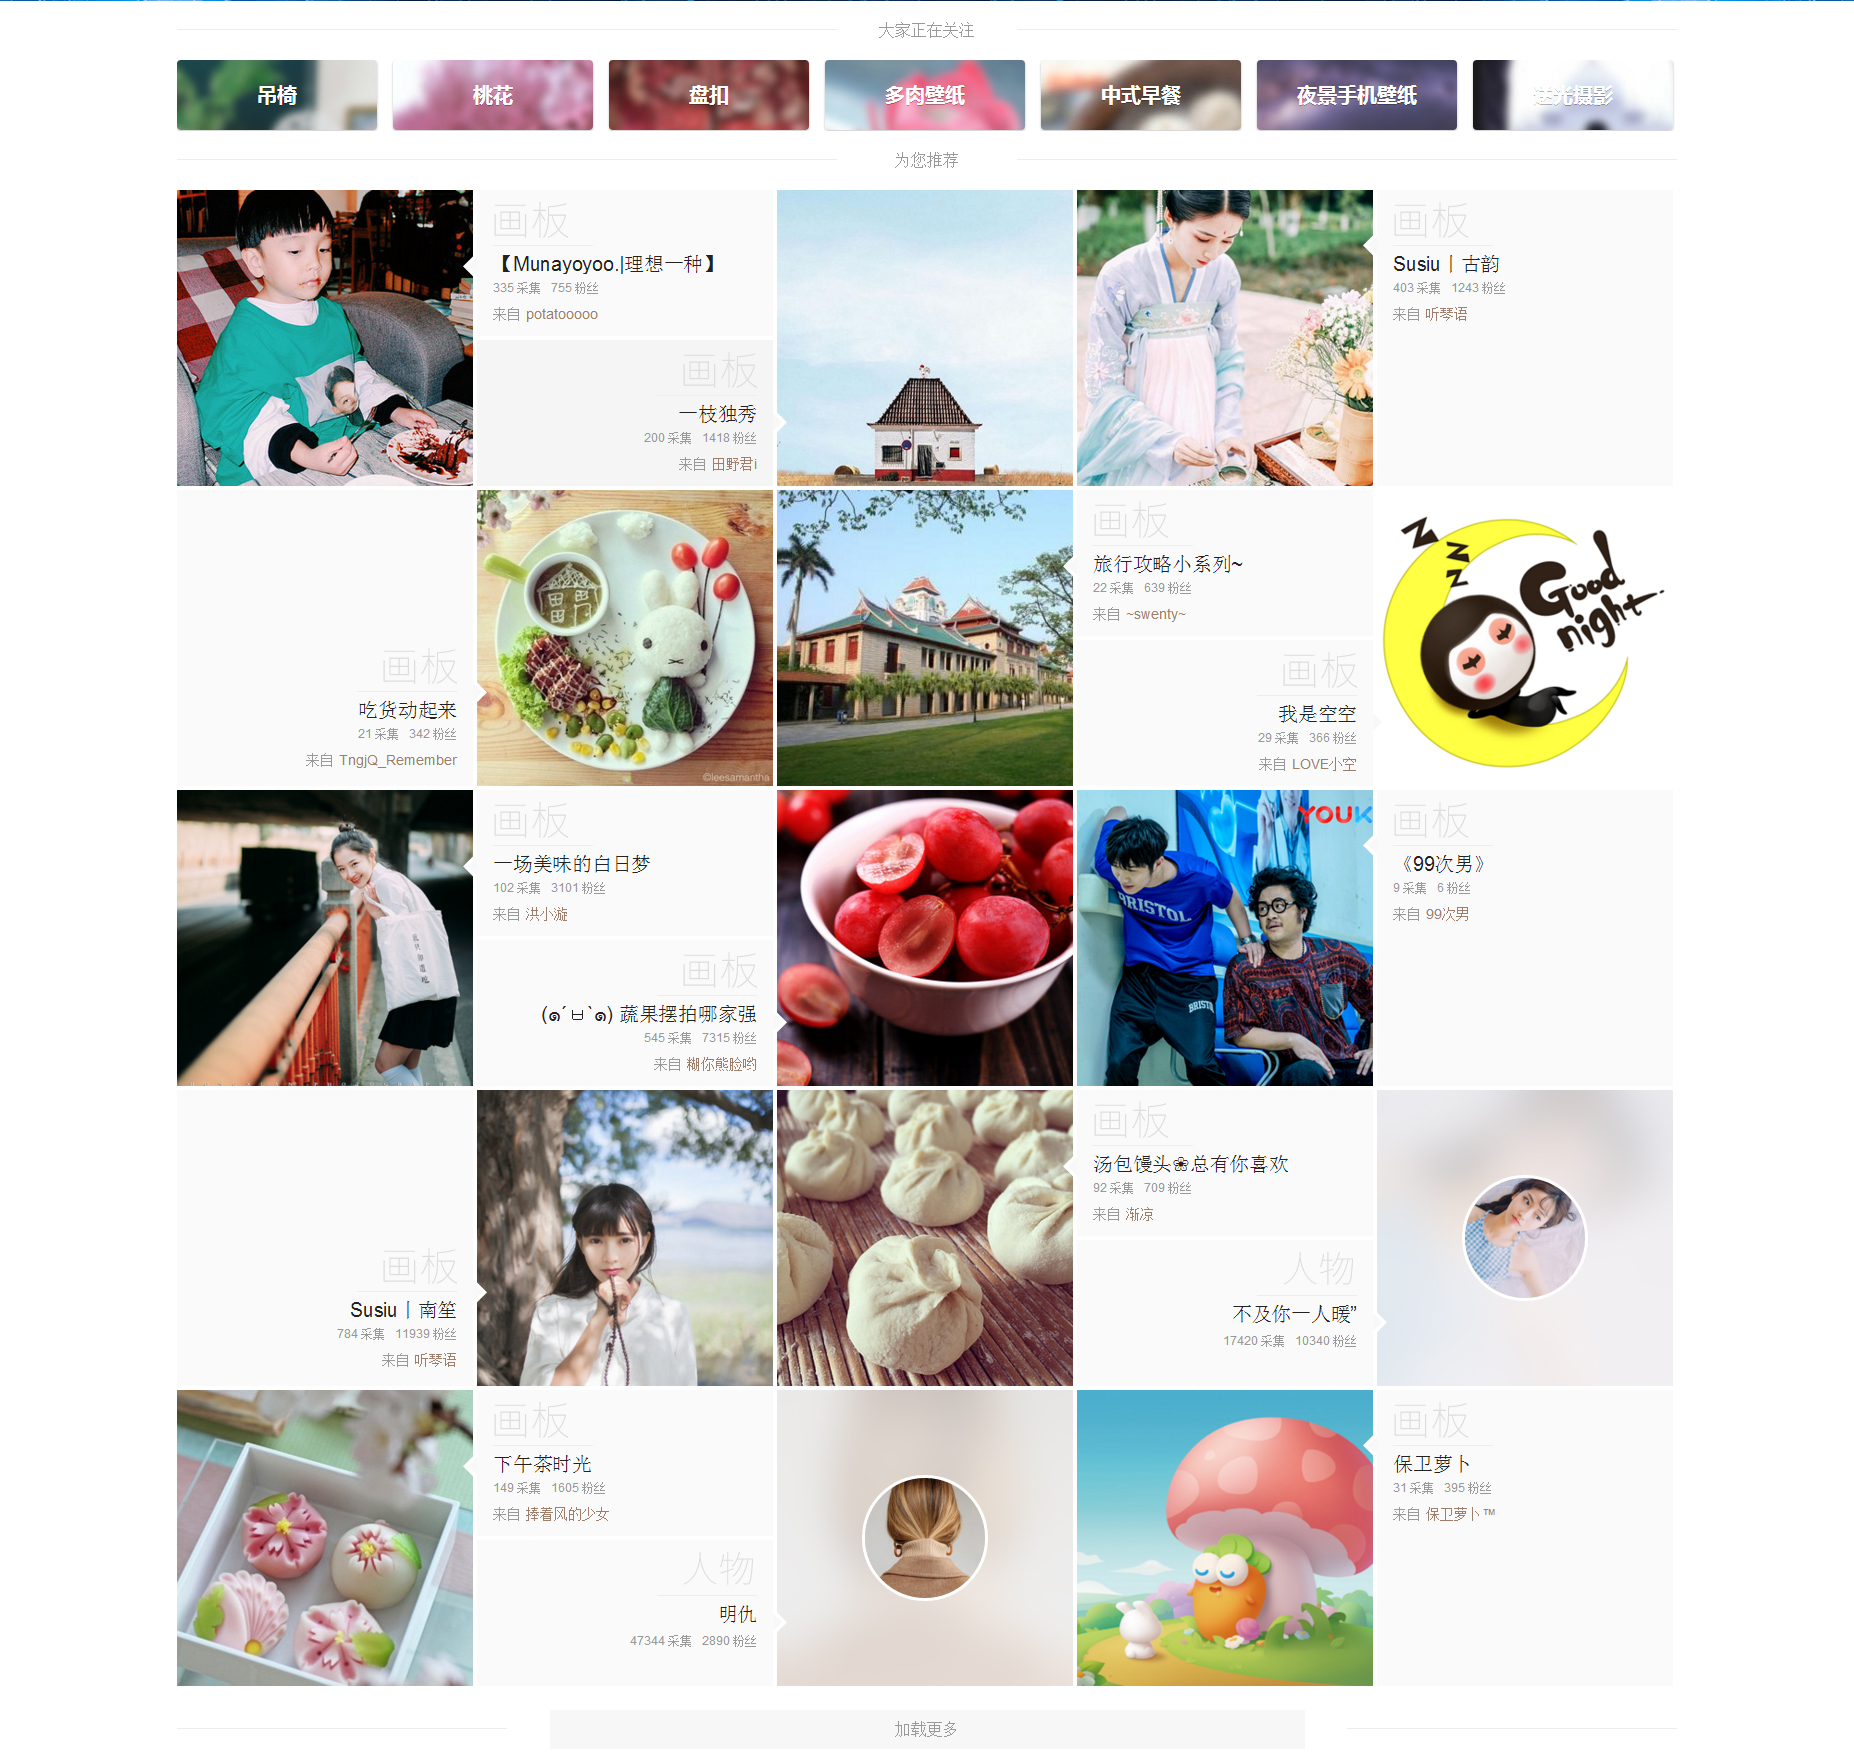 大家正在关注
吊椅
桃花
盘扣
多肉壁纸
中式早餐
夜景手机壁纸
逆光摄影
为您推荐
画板
【Munayoyoo.|理想一种】
335 采集 755 粉丝
来自 potatooooo
画板
一枝独秀
200 采集 1418 粉丝
来自 田野君i
画板
Susiu丨古韵
403 采集 1243 粉丝
来自 听琴语
画板
吃货动起来
21 采集 342 粉丝
来自 TngjQ_Remember
©leesamantha
画板
旅行攻略小系列~
22 采集 639 粉丝
来自 ~swenty~
画板
我是空空
29 采集 366 粉丝
来自 LOVE小空
Good
night
画板
一场美味的白日梦
102 采集 3101 粉丝
来自 洪小漩
画板
(๑´ㅂ`๑) 蔬果摆拍哪家强
545 采集 7315 粉丝
来自 糊你熊脸哟
YOUK
BRISTOL
画板
《99次男》
9 采集 6 粉丝
来自 99次男
画板
Susiu丨南笙
784 采集 11939 粉丝
来自 听琴语
画板
汤包馒头❀总有你喜欢
92 采集 709 粉丝
来自 渐凉
人物
不及你一人暖”
17420 采集 10340 粉丝
画板
下午茶时光
149 采集 1605 粉丝
来自 捧着风的少女
人物
明仇
47344 采集 2890 粉丝
画板
保卫萝卜
31 采集 395 粉丝
来自 保卫萝卜™
加载更多